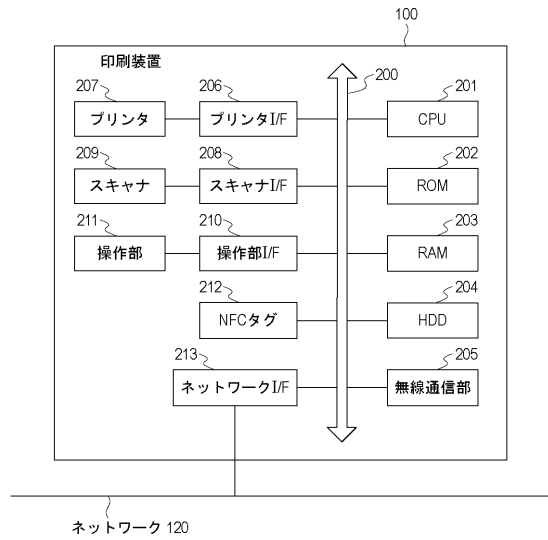 100
印刷装置
200
207
206
201
プリンタ
プリンタI/F
CPU
209
208
202
スキャナ
スキャナI/F
ROM
211
210
203
操作部
操作部I/F
RAM
212
204
NFCタグ
HDD
213
205
ネットワークI/F
無線通信部
ネットワーク 120